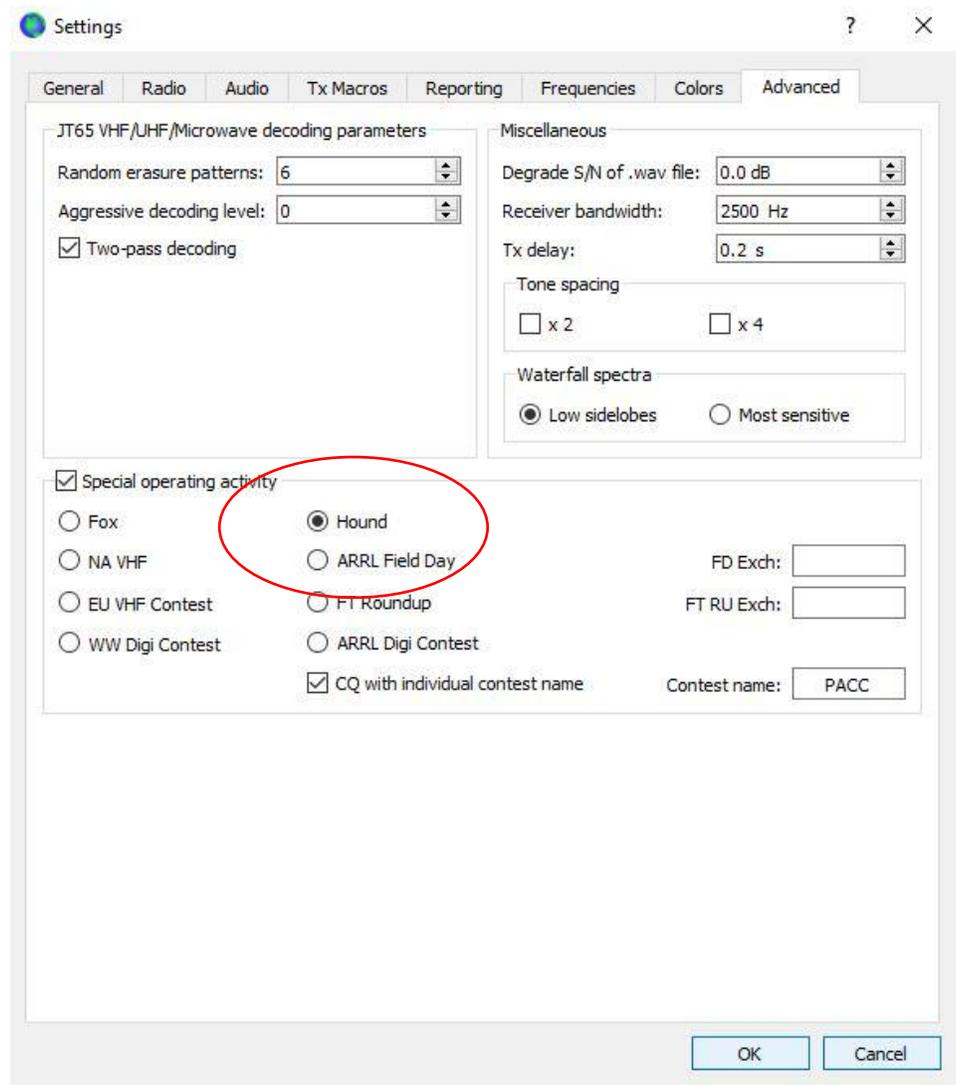 Settings ?
General Radio Audio Tx Macros Reporting Frequencies Colors Advanced
JT65 VHF/UHF/Microwave decoding parameters
Random erasure patterns: 6
Aggressive decoding level: 0
Two-pass decoding
Miscellaneous
Degrade S/N of .wav file: 0.0 dB
Receiver bandwidth: 2500 Hz
Tx delay: 0.2 s
Tone spacing
x 2 x 4
Waterfall spectra
Low sidelobes Most sensitive
Special operating activity
Fox Hound
NA VHF ARRL Field Day FD Exch:
EU VHF Contest FT Roundup FT RU Exch:
WW Digi Contest ARRL Digi Contest
CQ with individual contest name Contest name: PACC
OK Cancel